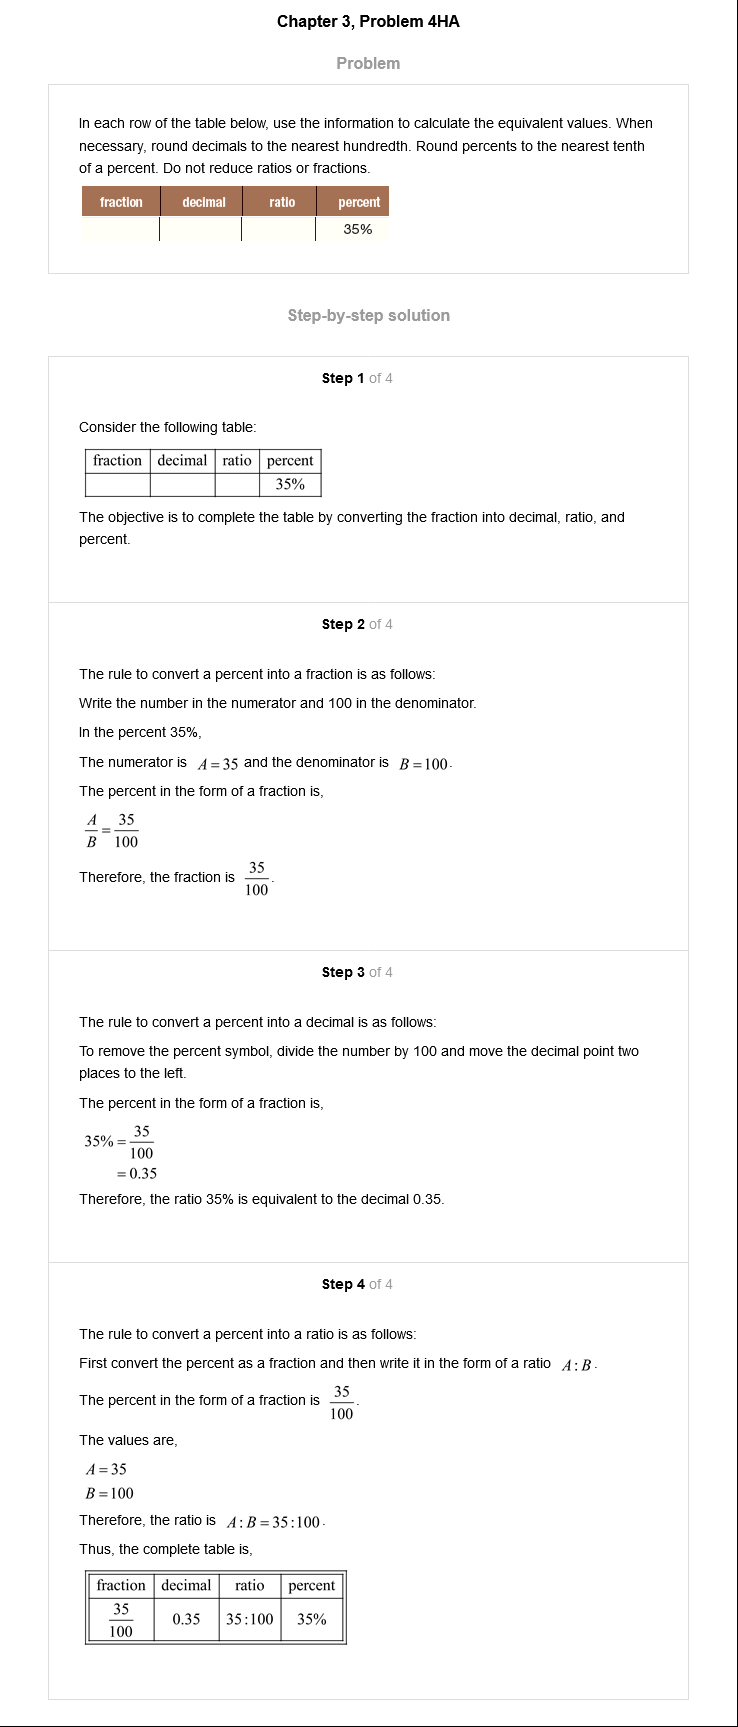 Chapter 3, Problem 4HA
Problem
In each row of the table below, use the information to calculate the equivalent values. When
necessary, round decimals to the nearest hundredth. Round percents to the nearest tenth
of a percent. Do not reduce ratios or fractions.
fraction decimal ratio percent
35%
Step-by-step solution
Step 1 of 4
Consider the following table:
fraction decimal ratio percent
35%
The objective is to complete the table by converting the fraction into decimal, ratio, and
percent.
Step 2 of 4
The rule to convert a percent into a fraction is as follows:
Write the number in the numerator and 100 in the denominator.
In the percent 35%,
The numerator is A = 35 and the denominator is B = 100.
The percent in the form of a fraction is,
A/B = 35/100
Therefore, the fraction is 35/100.
Step 3 of 4
The rule to convert a percent into a decimal is as follows:
To remove the percent symbol, divide the number by 100 and move the decimal point two
places to the left.
The percent in the form of a fraction is,
35% = 35/100
= 0.35
Therefore, the ratio 35% is equivalent to the decimal 0.35.
Step 4 of 4
The rule to convert a percent into a ratio is as follows:
First convert the percent as a fraction and then write it in the form of a ratio A : B.
The percent in the form of a fraction is 35/100.
The values are,
A = 35
B = 100
Therefore, the ratio is A : B = 35 : 100.
Thus, the complete table is,
fraction decimal ratio percent
35/100 0.35 35:100 35%